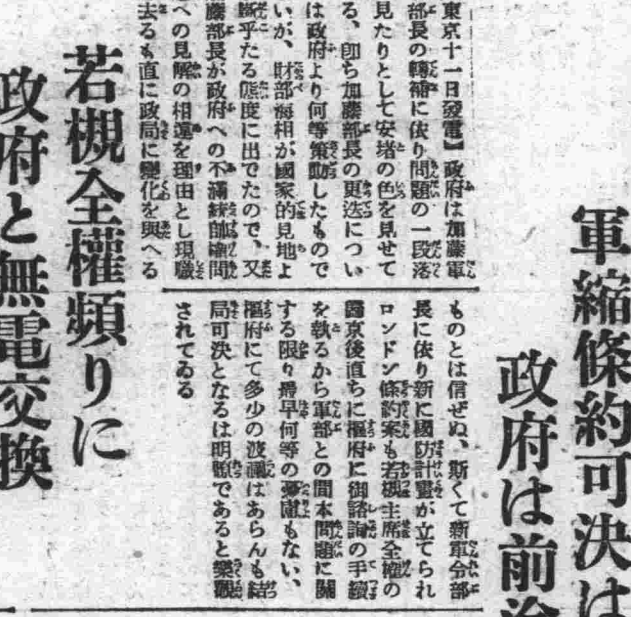 軍縮條約可決は
政府は前途
東京十一日發電】政府は加藤軍
部長の轉補に依り問題の一段落
見たりとして安堵の色を見せて
る、卽ち加藤部長の更迭につい
は政府より何等策動したもので
いが、財部海相が國家的見地よ
斷乎たる態度に出でたので、又
藤部長が政府への不滿統帥權問
への見解の相違を理由とし現職
去るも直に政局に變化を與へる
ものとは信ぜぬ、斯くて新軍令部
長に依り新に國防計畫が立てられ
ロンドン條約案も若槻主席全權の
歸京後直ちに樞府に御諮詢の手續
を執るから軍部との間本問題に關
する限り最早何等の憂慮もない、
樞府にて多少の波瀾はあらんも結
局可決となるは明瞭であると樂觀
されてゐる
若槻全權頻りに
政府と無電交換